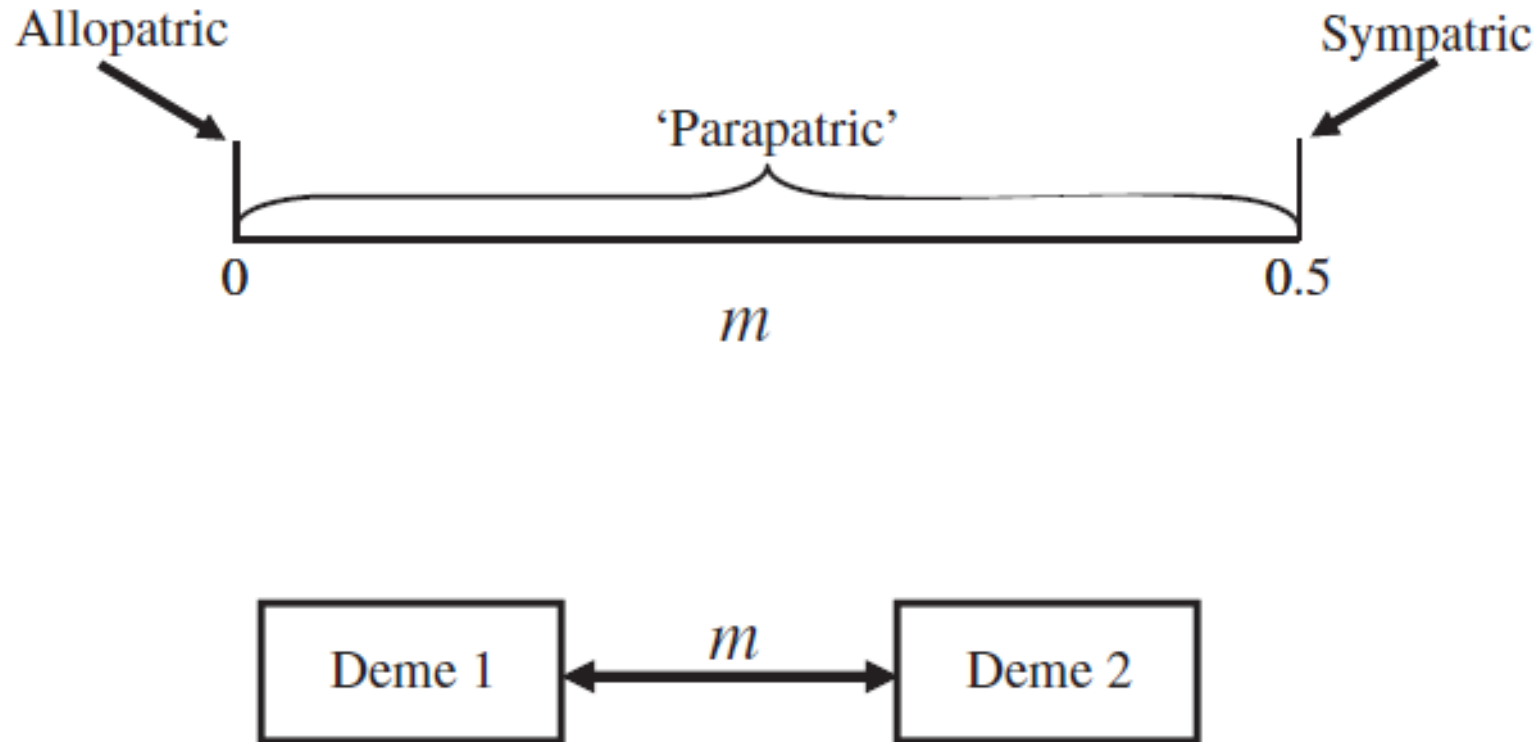 Allopatric
Sympatric
‘Parapatric’
0
0.5
m
m
Deme 1
Deme 2